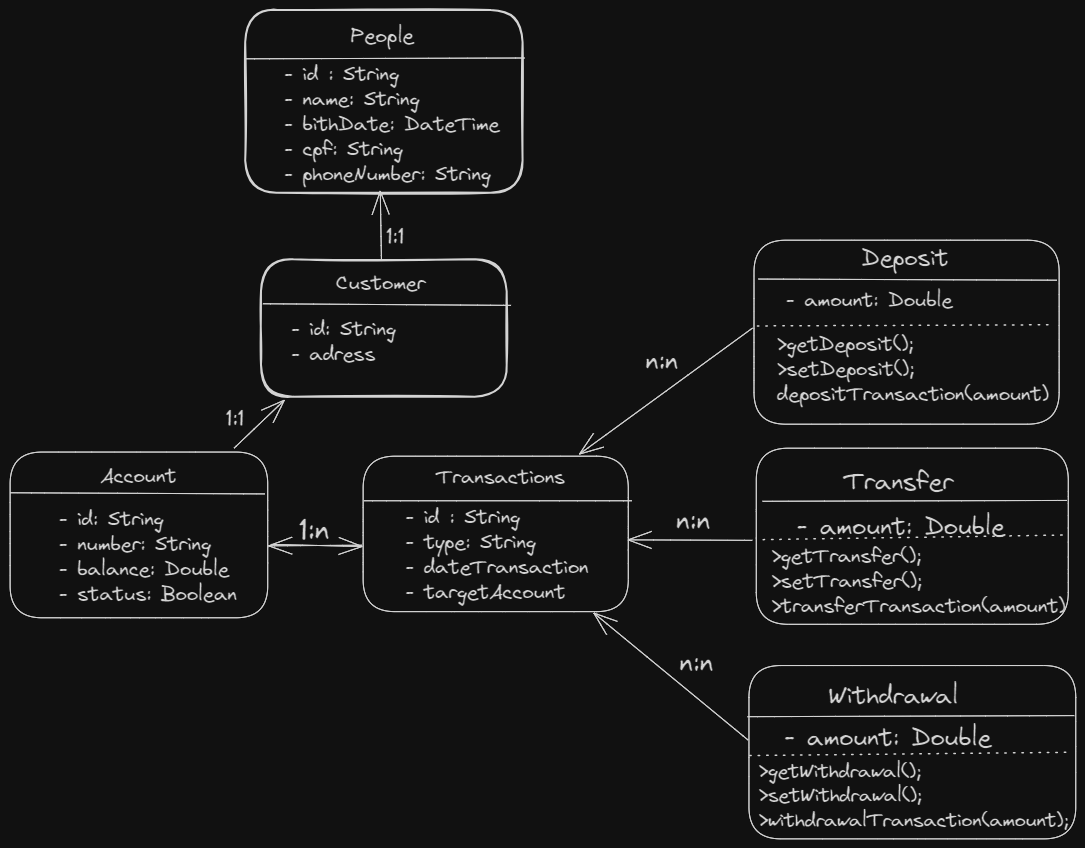 People
- id : String
- name: String
- bithDate: DateTime
- cpf: String
- phoneNumber: String
1:1
Customer
- id: String
- adress
1:1
Account
- id: String
- number: String
- balance: Double
- status: Boolean
1:n
Transactions
- id : String
- type: String
- dateTransaction
- targetAccount
n:n
Deposit
- amount: Double
>getDeposit();
>setDeposit();
depositTransaction(amount)
n:n
Transfer
- amount: Double
>getTransfer();
>setTransfer();
>transferTransaction(amount)
n:n
Withdrawal
- amount: Double
>getWithdrawal();
>setWithdrawal();
>withdrawalTransaction(amount);